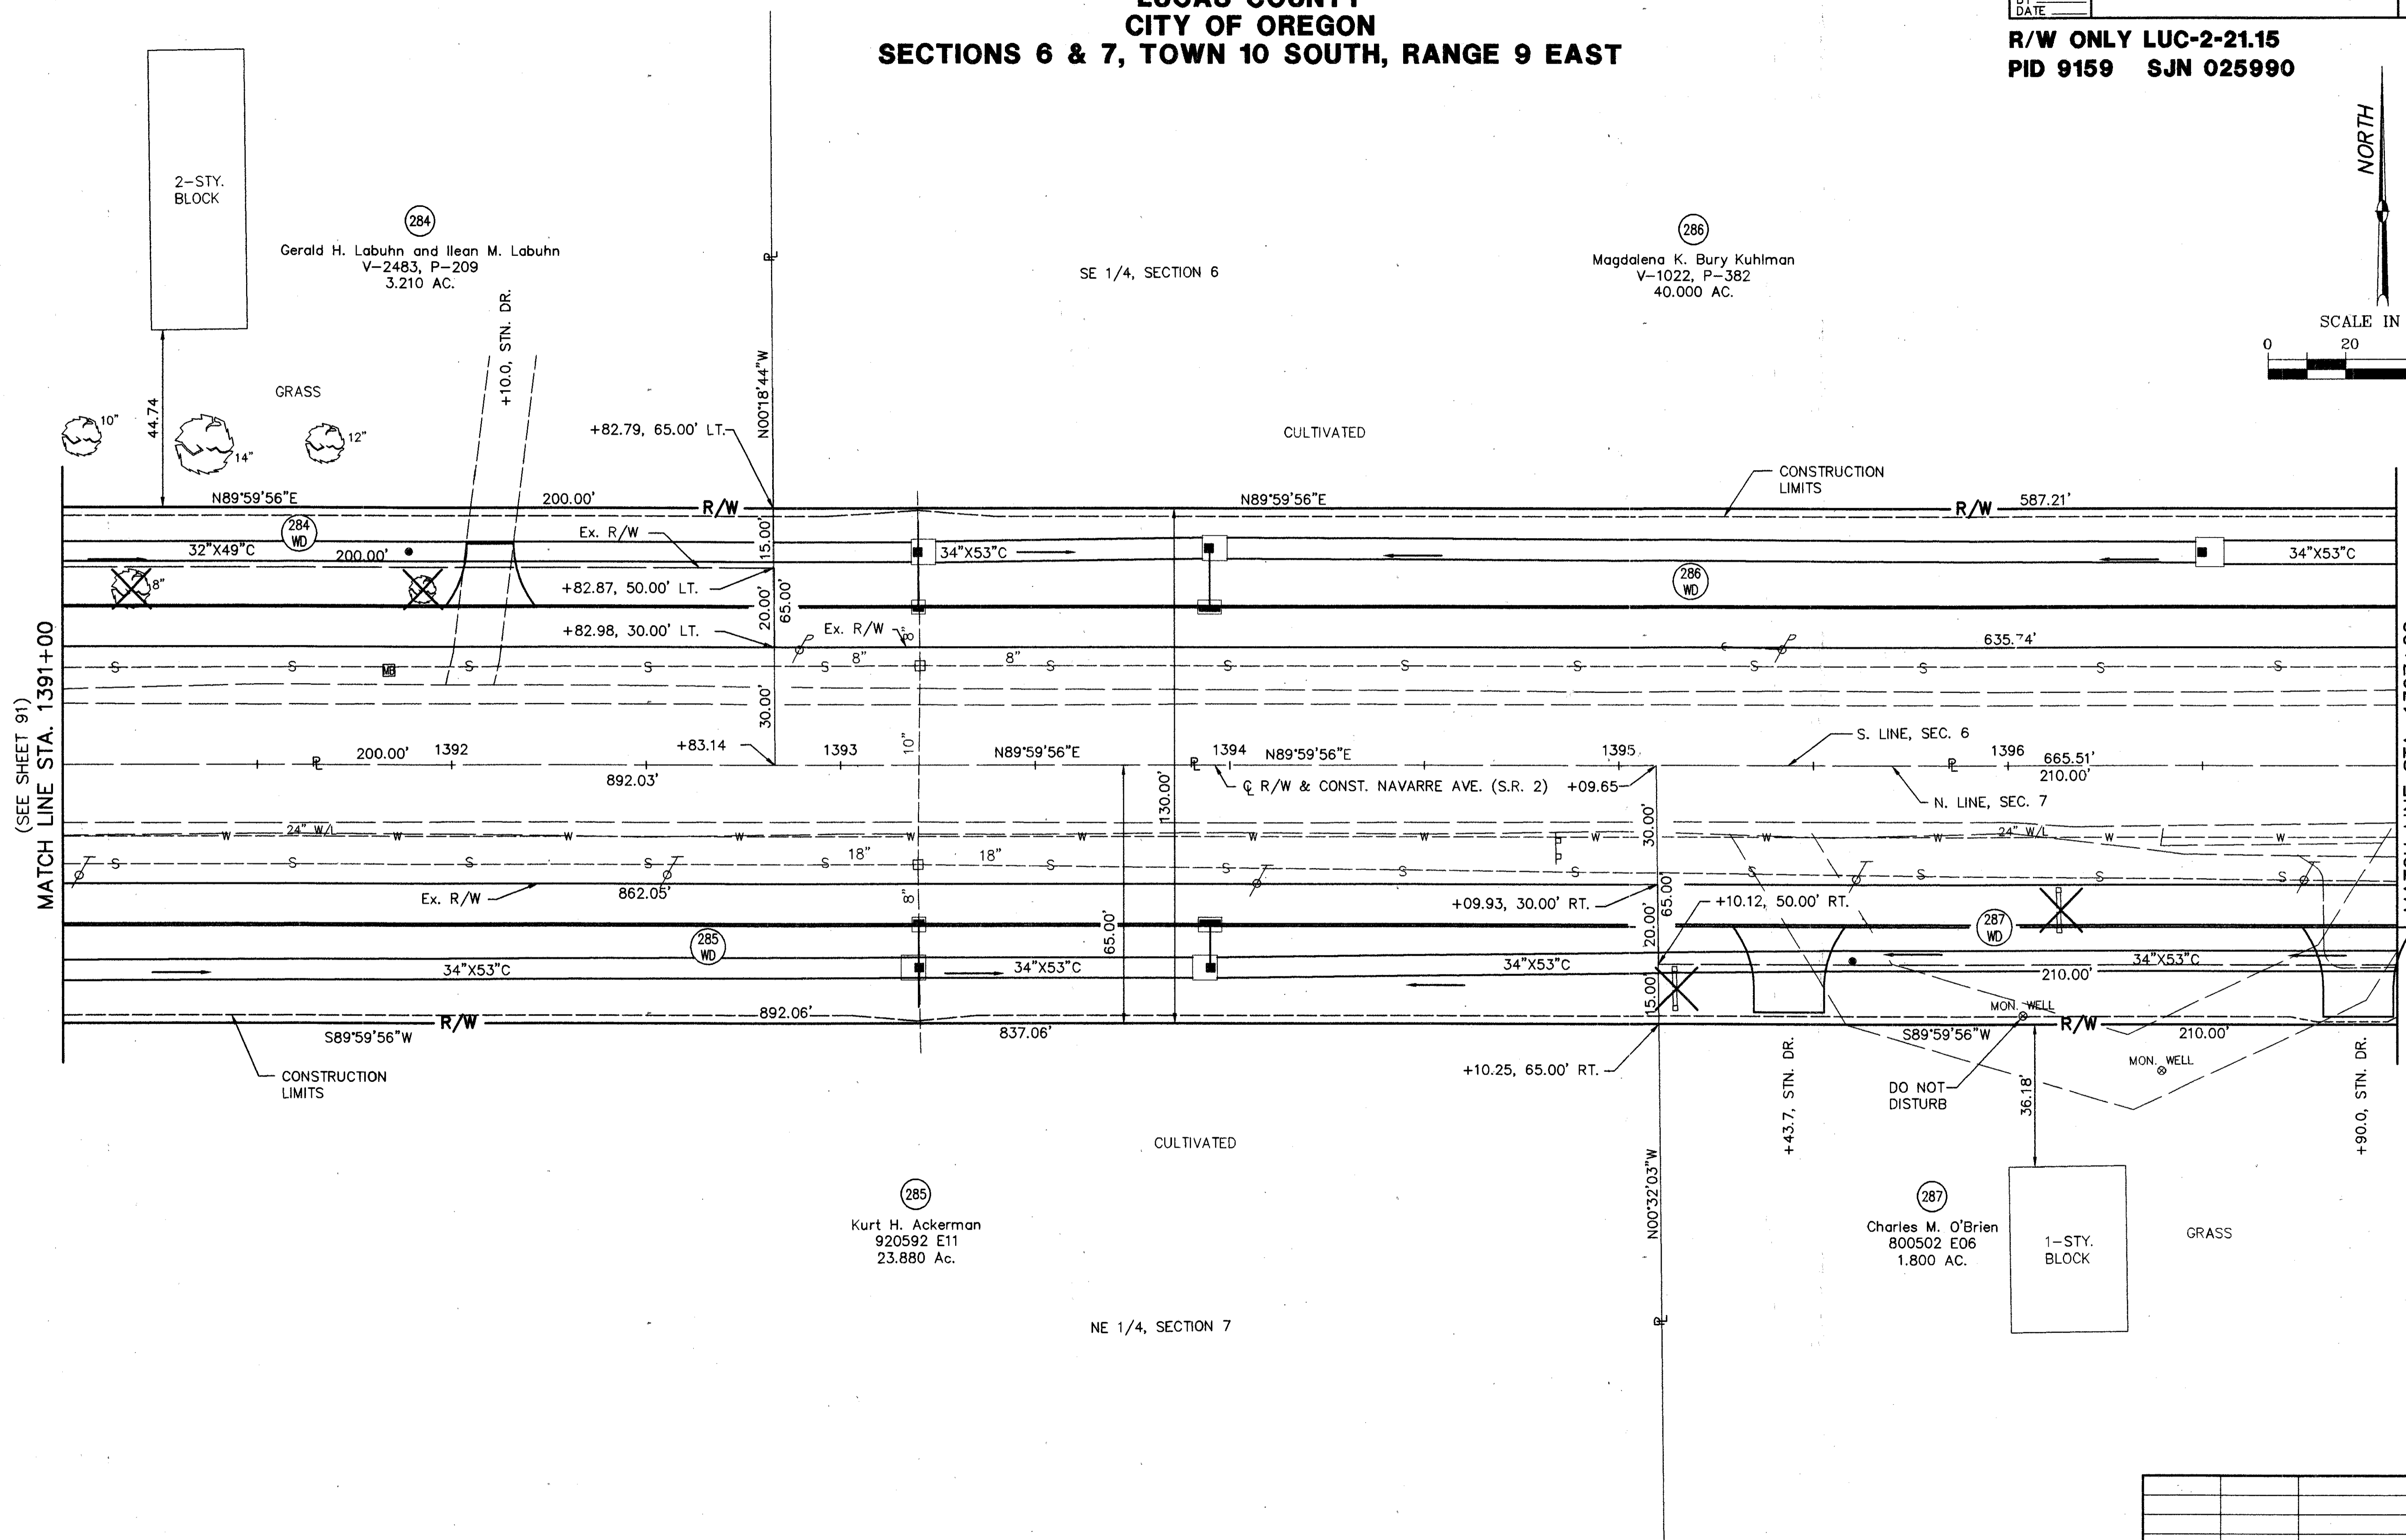 LUCAS COUNTY
CITY OF OREGON
SECTIONS 6 & 7, TOWN 10 SOUTH, RANGE 9 EAST
DATE
R/W ONLY LUC-2-21.15
PID 9159 SJN 025990
NORTH
SCALE IN
0 20
2-STY.
BLOCK
284
Gerald H. Labuhn and Ilean M. Labuhn
V-2483, P-209
3.210 AC.
SE 1/4, SECTION 6
286
Magdalena K. Bury Kuhlman
V-1022, P-382
40.000 AC.
+10.0, STN. DR.
N00°18'44"W
GRASS
44.74
10"
14"
12"
+82.79, 65.00' LT.
CULTIVATED
CONSTRUCTION
LIMITS
N89°59'56"E
200.00'
R/W
N89°59'56"E
R/W
587.21'
284
WD
Ex. R/W
15.00'
32"X49"C
200.00'
34"X53"C
34"X53"C
8"
+82.87, 50.00' LT.
20.00'
65.00'
286
WD
+82.98, 30.00' LT.
Ex. R/W
8"
635.74'
S S S S S 8" 8" S S S S S S S S
MB
30.00'
(SEE SHEET 91)
MATCH LINE STA. 1391+00
200.00'
1392
+83.14
1393
10"
N89°59'56"E
1394
N89°59'56"E
1395
S. LINE, SEC. 6
1396
665.51'
892.03'
130.00'
R/W & CONST. NAVARRE AVE. (S.R. 2)
+09.65
210.00'
N. LINE, SEC. 7
30.00'
W 24" W/L W W W W W W W W W W 24" W/L W W
S S S S S 18" 18" S S S S S S S S
Ex. R/W
862.05'
8"
+09.93, 30.00' RT.
65.00'
+10.12, 50.00' RT.
20.00'
65.00'
285
WD
287
WD
34"X53"C
34"X53"C
34"X53"C
34"X53"C
210.00'
15.00'
892.06'
MON. WELL
S89°59'56"W
R/W
837.06'
S89°59'56"W
R/W
210.00'
CONSTRUCTION
LIMITS
+10.25, 65.00' RT.
+43.7, STN. DR.
DO NOT
DISTURB
36.18'
MON. WELL
+90.0, STN. DR.
CULTIVATED
N00°32'03"W
285
Kurt H. Ackerman
920592 E11
23.880 Ac.
287
Charles M. O'Brien
800502 E06
1.800 AC.
1-STY.
BLOCK
GRASS
NE 1/4, SECTION 7